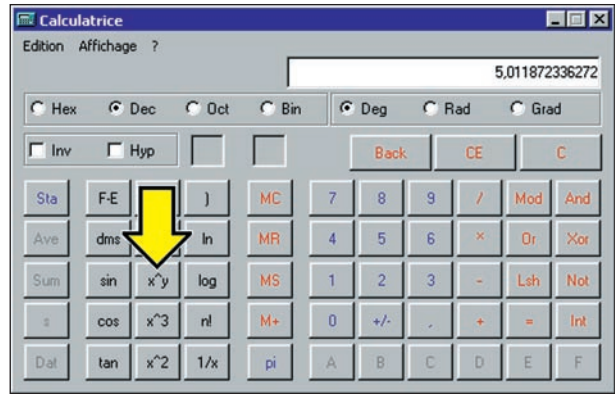 Calculatrice
Edition Affichage ?
5,011872336272
Hex Dec Oct Bin Deg Rad Grad
Inv Hyp Back CE C
Sta F-E ) MC 7 8 9 / Mod And
Ave dms ln MR 4 5 6 × Or Xor
Sum sin x^y log MS 1 2 3 - Lsh Not
s cos x^3 n! M+ 0 +/- , + = Int
Dat tan x^2 1/x pi A B C D E F